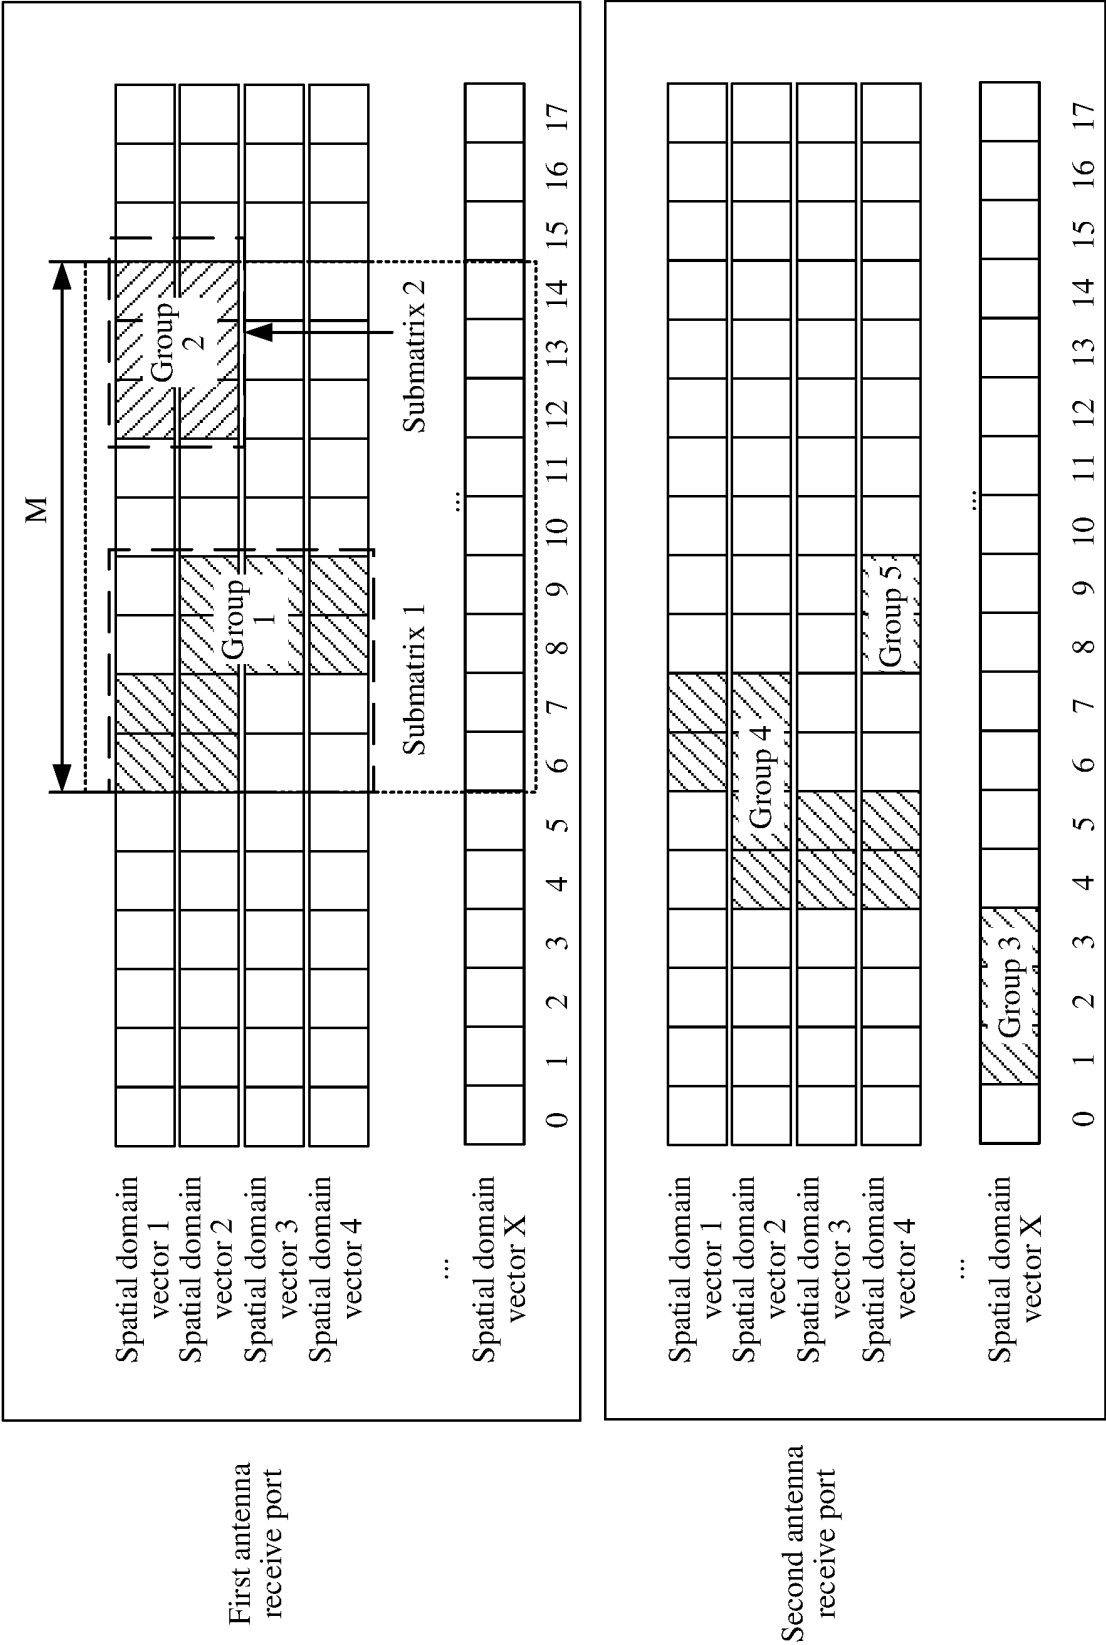 First antenna
receive port
M
Spatial domain
vector 1
Group
2
Spatial domain
vector 2
Spatial domain
vector 3
Group
1
Spatial domain
vector 4
Submatrix 1
Submatrix 2
...
...
Spatial domain
vector X
0 1 2 3 4 5 6 7 8 9 10 11 12 13 14 15 16 17
Second antenna
receive port
Spatial domain
vector 1
Spatial domain
vector 2
Group 4
Spatial domain
vector 3
Spatial domain
vector 4
Group 5
...
...
Spatial domain
vector X
Group 3
0 1 2 3 4 5 6 7 8 9 10 11 12 13 14 15 16 17